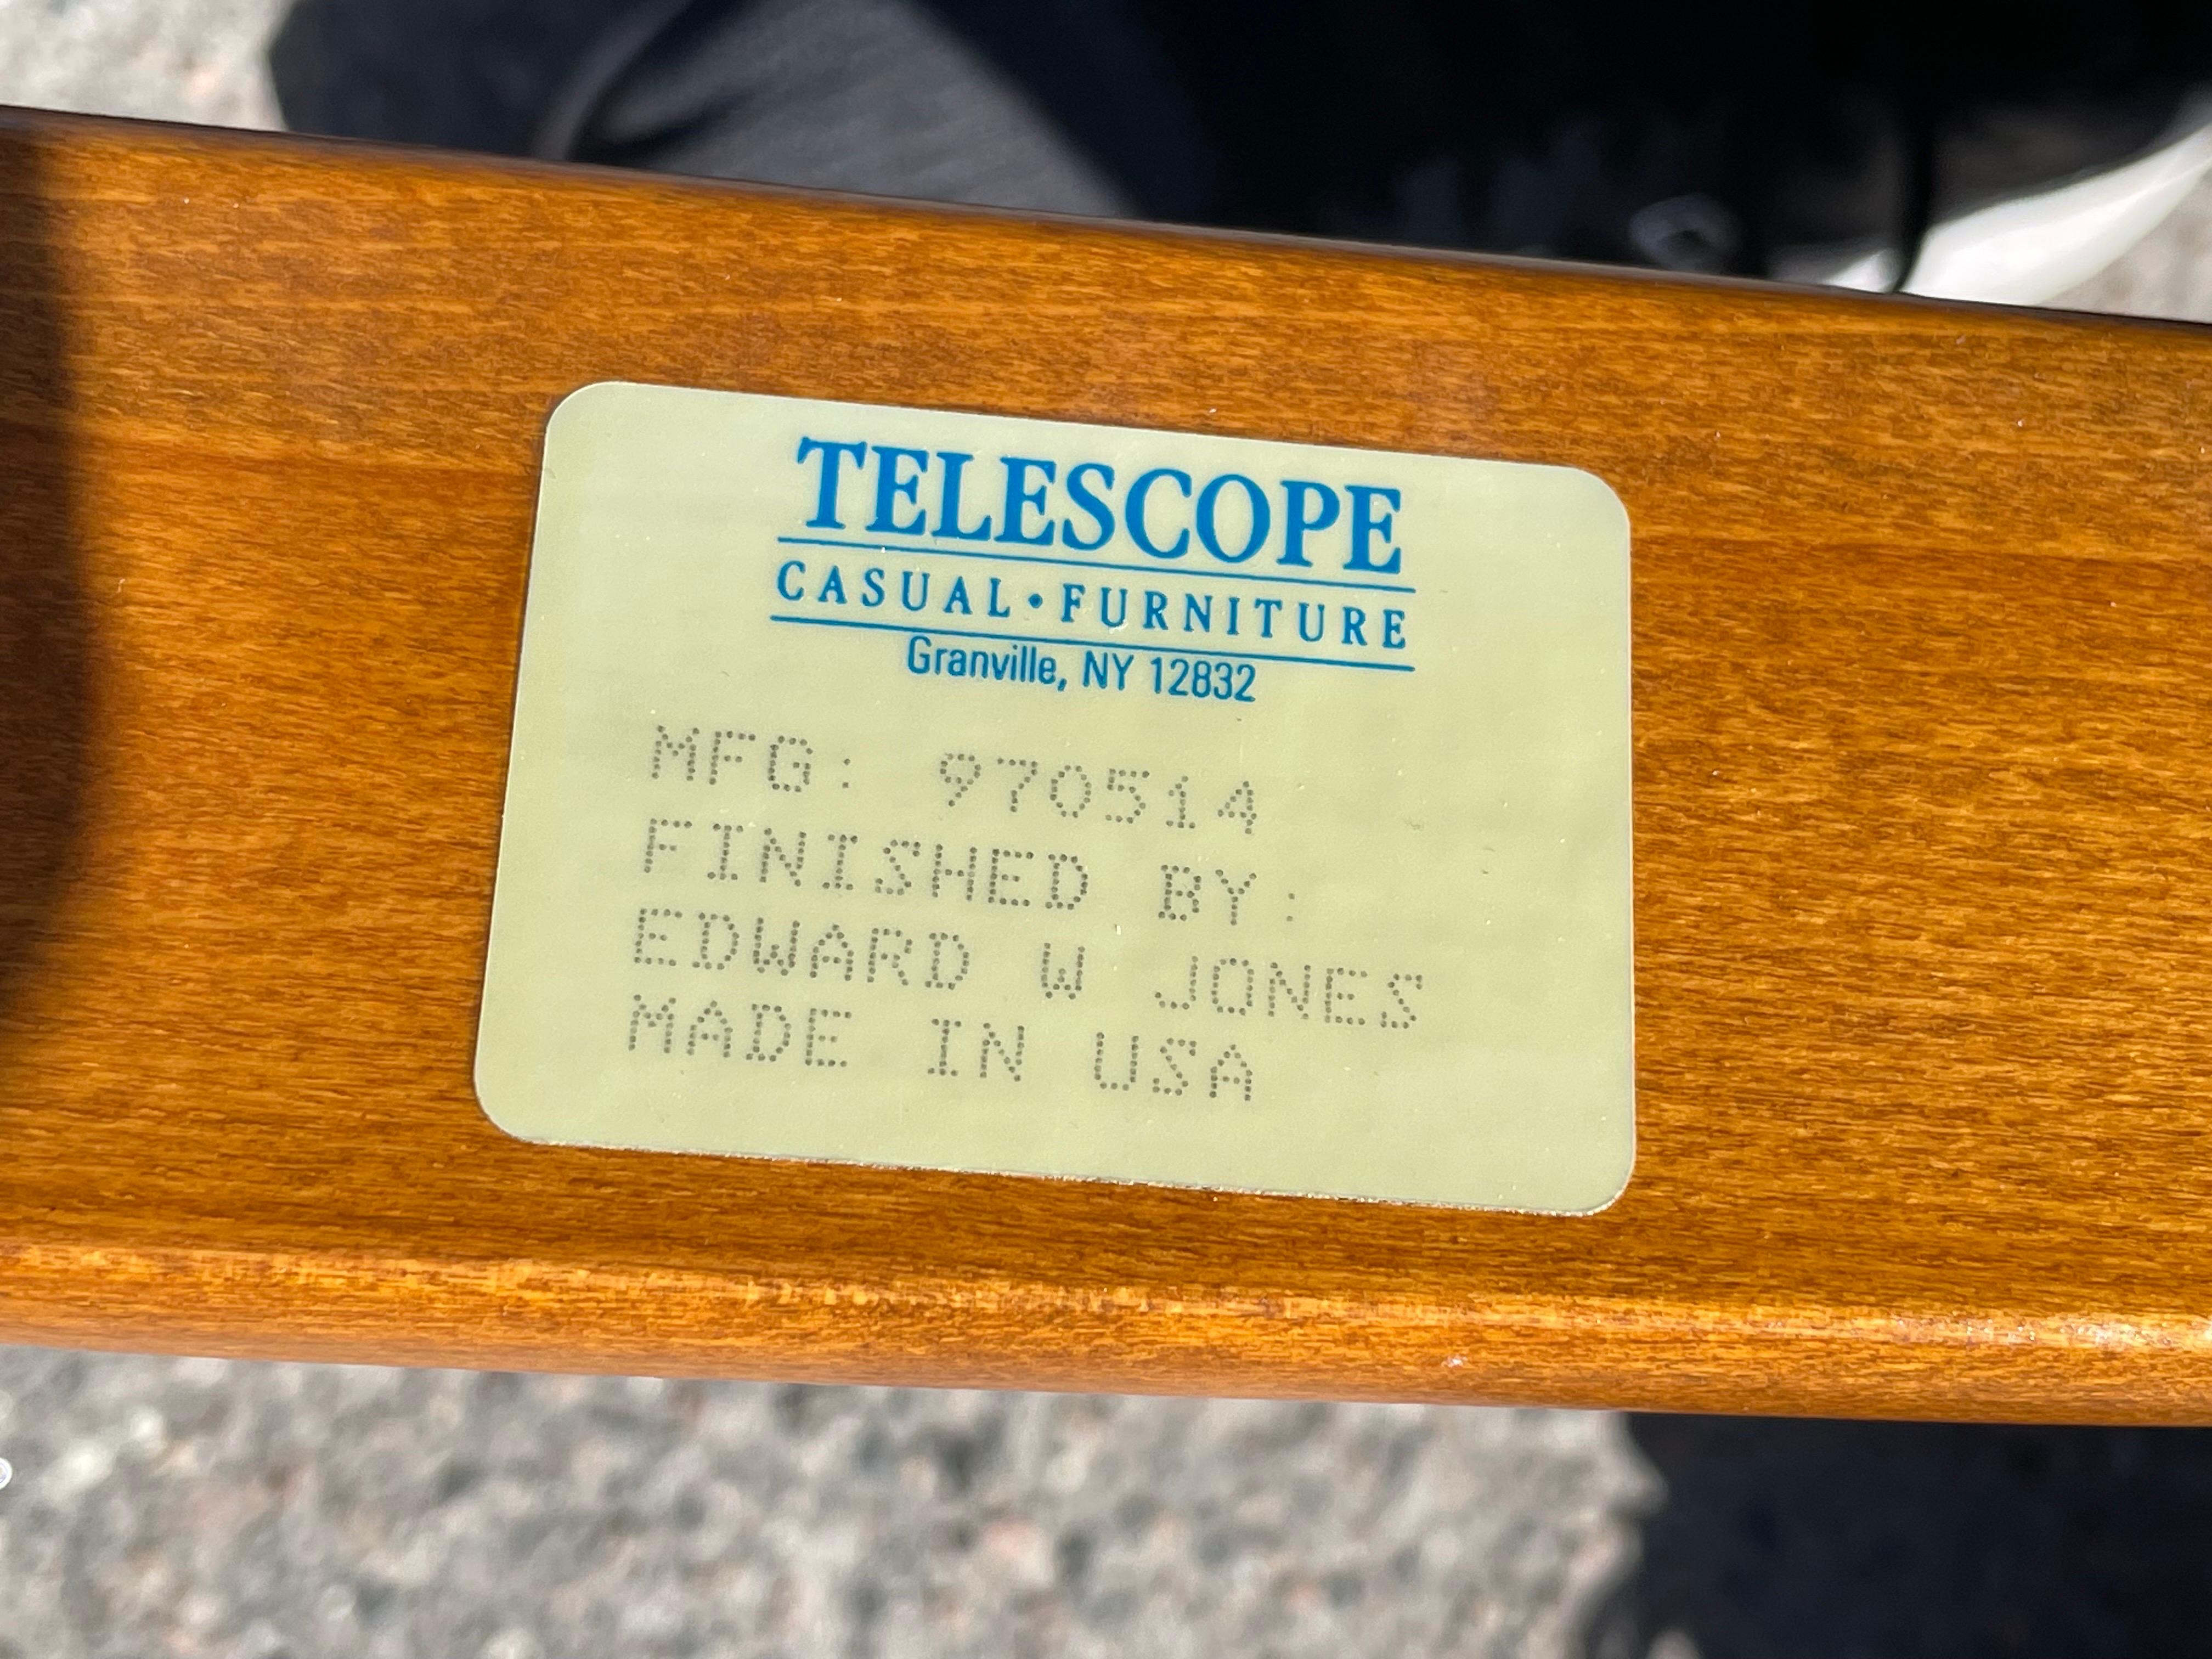 TELESCOPE
CASUAL • FURNITURE
Granville, NY 12832
MFG: 970514
FINISHED BY:
EDWARD W JONES
MADE IN USA